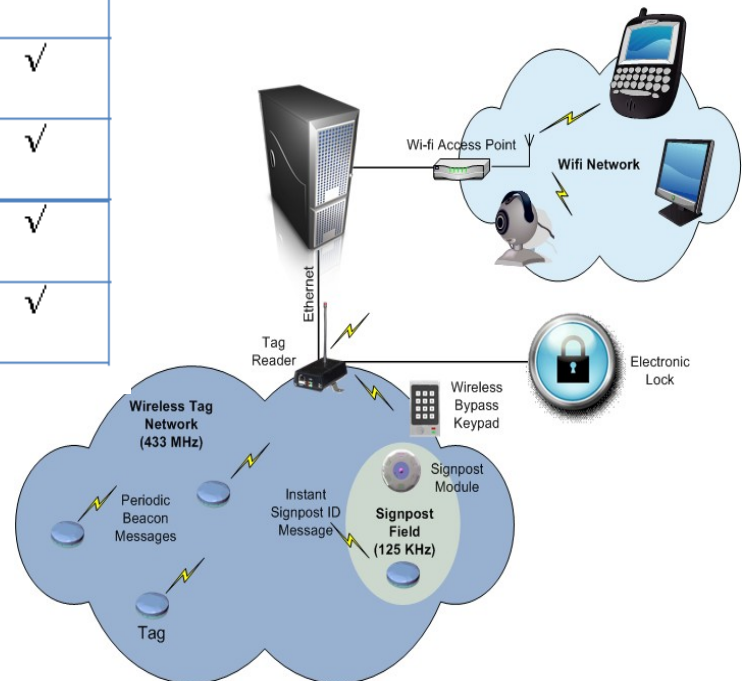 √
√
√
√
Wi-fi Access Point
Wifi Network
Ethernet
Tag
Reader
Electronic
Lock
Wireless
Bypass
Keypad
Wireless Tag
Network
(433 MHz)
Signpost
Module
Periodic
Beacon
Messages
Instant
Signpost ID
Message
Signpost
Field
(125 KHz)
Tag